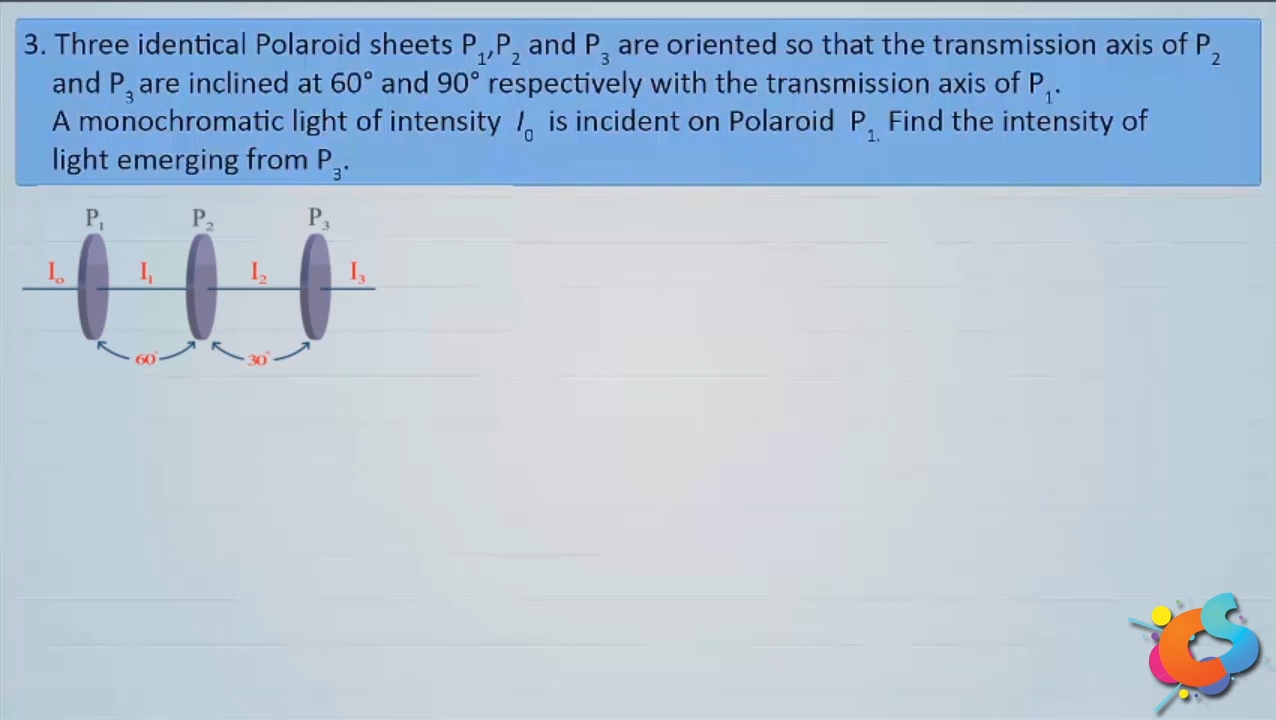 3. Three identical Polaroid sheets P₁,P₂ and P₃ are oriented so that the transmission axis of P₂
and P₃ are inclined at 60° and 90° respectively with the transmission axis of P₁.
A monochromatic light of intensity I₀ is incident on Polaroid P₁. Find the intensity of
light emerging from P₃.
P₁ P₂ P₃
I₀ I₁ I₂ I₃
60° 30°
CS